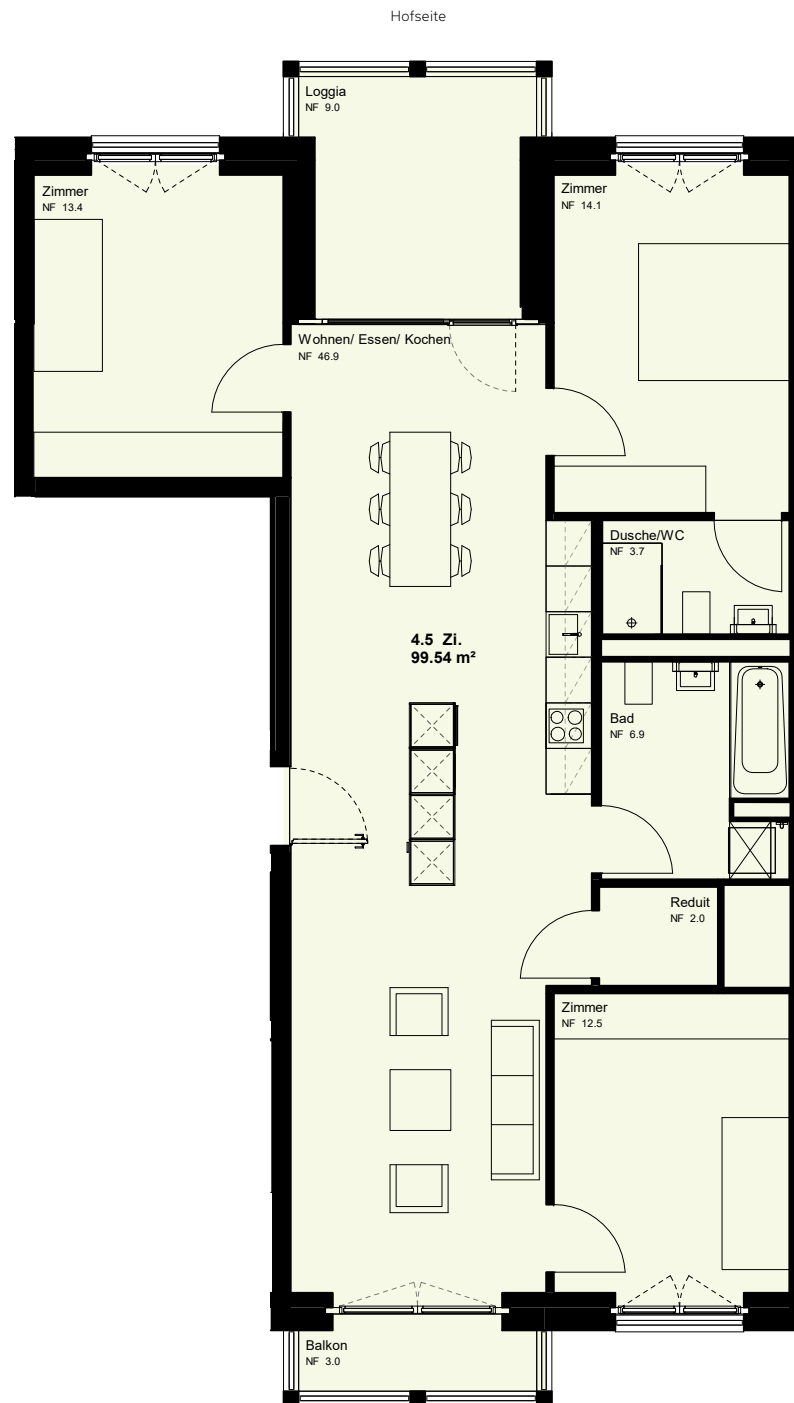 Hofseite
Loggia
NF 9.0
Zimmer
NF 13.4
Zimmer
NF 14.1
Wohnen/ Essen/ Kochen
NF 46.9
Dusche/WC
NF 3.7
4.5 Zi.
99.54 m²
Bad
NF 6.9
Reduit
NF 2.0
Zimmer
NF 12.5
Balkon
NF 3.0